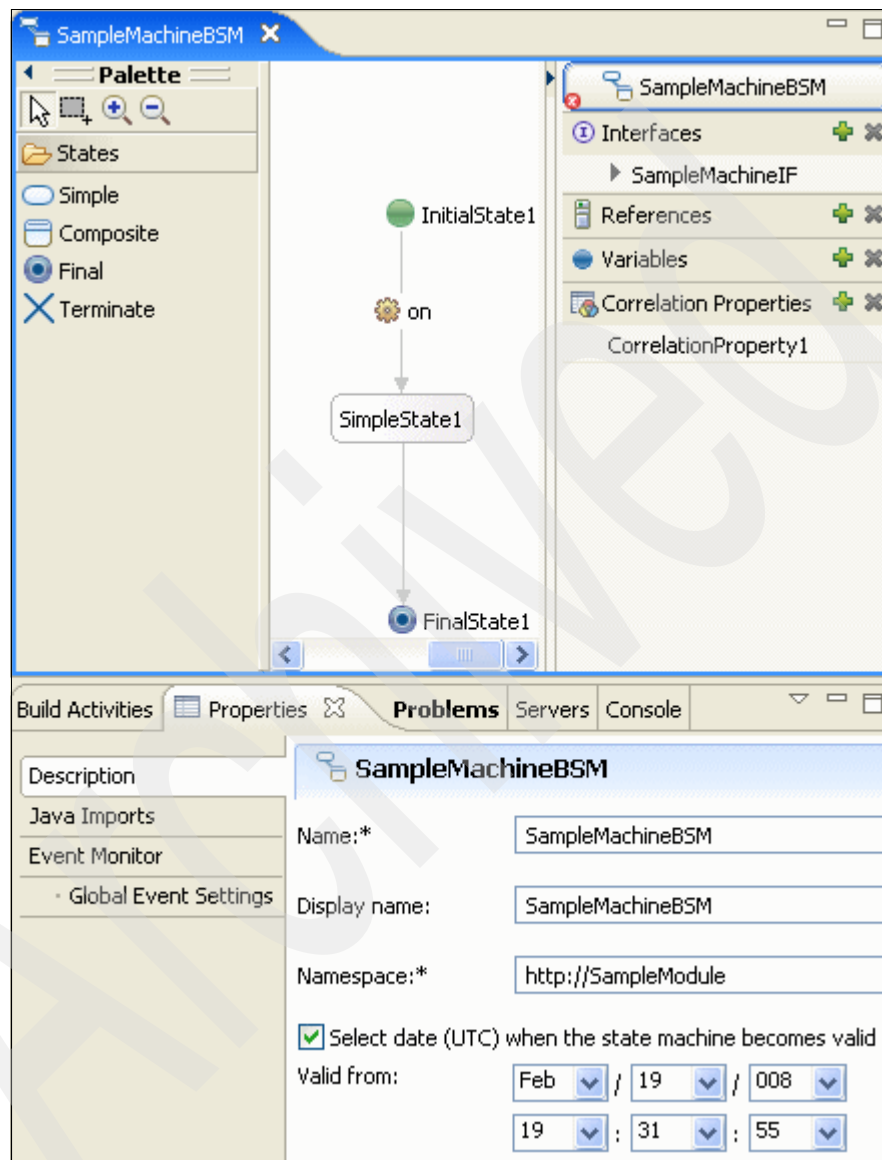 SampleMachineBSM
Palette
States
Simple
Composite
Final
Terminate
InitialState1
on
SimpleState1
FinalState1
SampleMachineBSM
Interfaces
SampleMachineIF
References
Variables
Correlation Properties
CorrelationProperty1
Build Activities Properties Problems Servers Console
Description
Java Imports
Event Monitor
Global Event Settings
SampleMachineBSM
Name:* SampleMachineBSM
Display name: SampleMachineBSM
Namespace:* http://SampleModule
Select date (UTC) when the state machine becomes valid
Valid from: Feb / 19 / 008
19 : 31 : 55
Archived